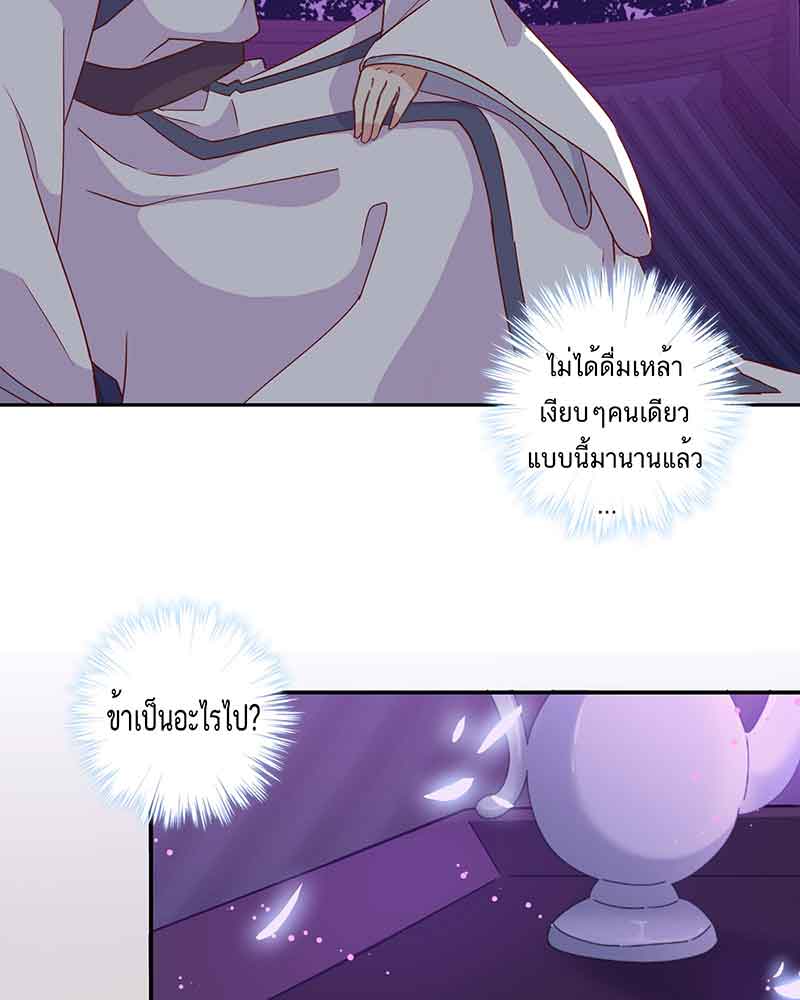 ไม่ได้ดื่มเหล้า
เงียบๆคนเดียว
แบบนี้มานานแล้ว
...
ข้าเป็นอะไรไป?